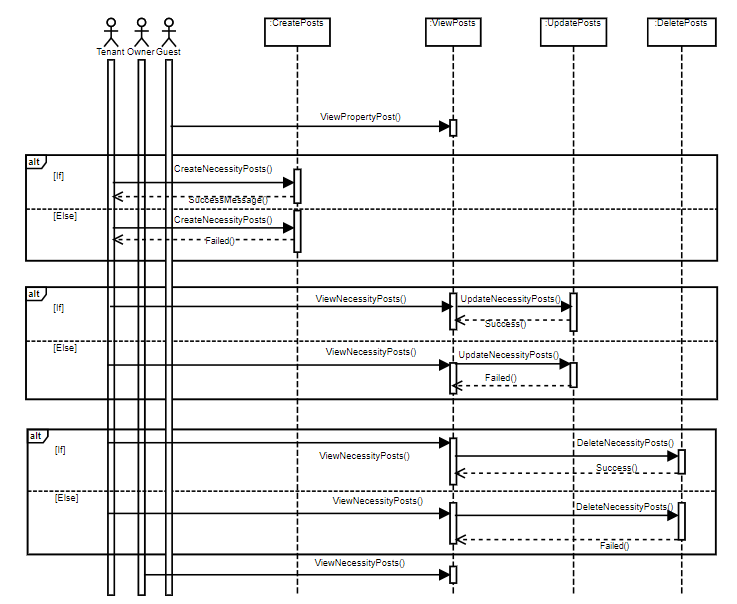 :CreatePosts
:ViewPosts
:UpdatePosts
:DeletePosts
Tenant
Owner
Guest
ViewPropertyPost()
alt
[If]
CreateNecessityPosts()
SuccessMessage()
[Else]
CreateNecessityPosts()
Failed()
alt
[If]
ViewNecessityPosts()
UpdateNecessityPosts()
Success()
[Else]
ViewNecessityPosts()
UpdateNecessityPosts()
Failed()
alt
[If]
DeleteNecessityPosts()
ViewNecessityPosts()
Success()
[Else]
ViewNecessityPosts()
DeleteNecessityPosts()
Failed()
ViewNecessityPosts()